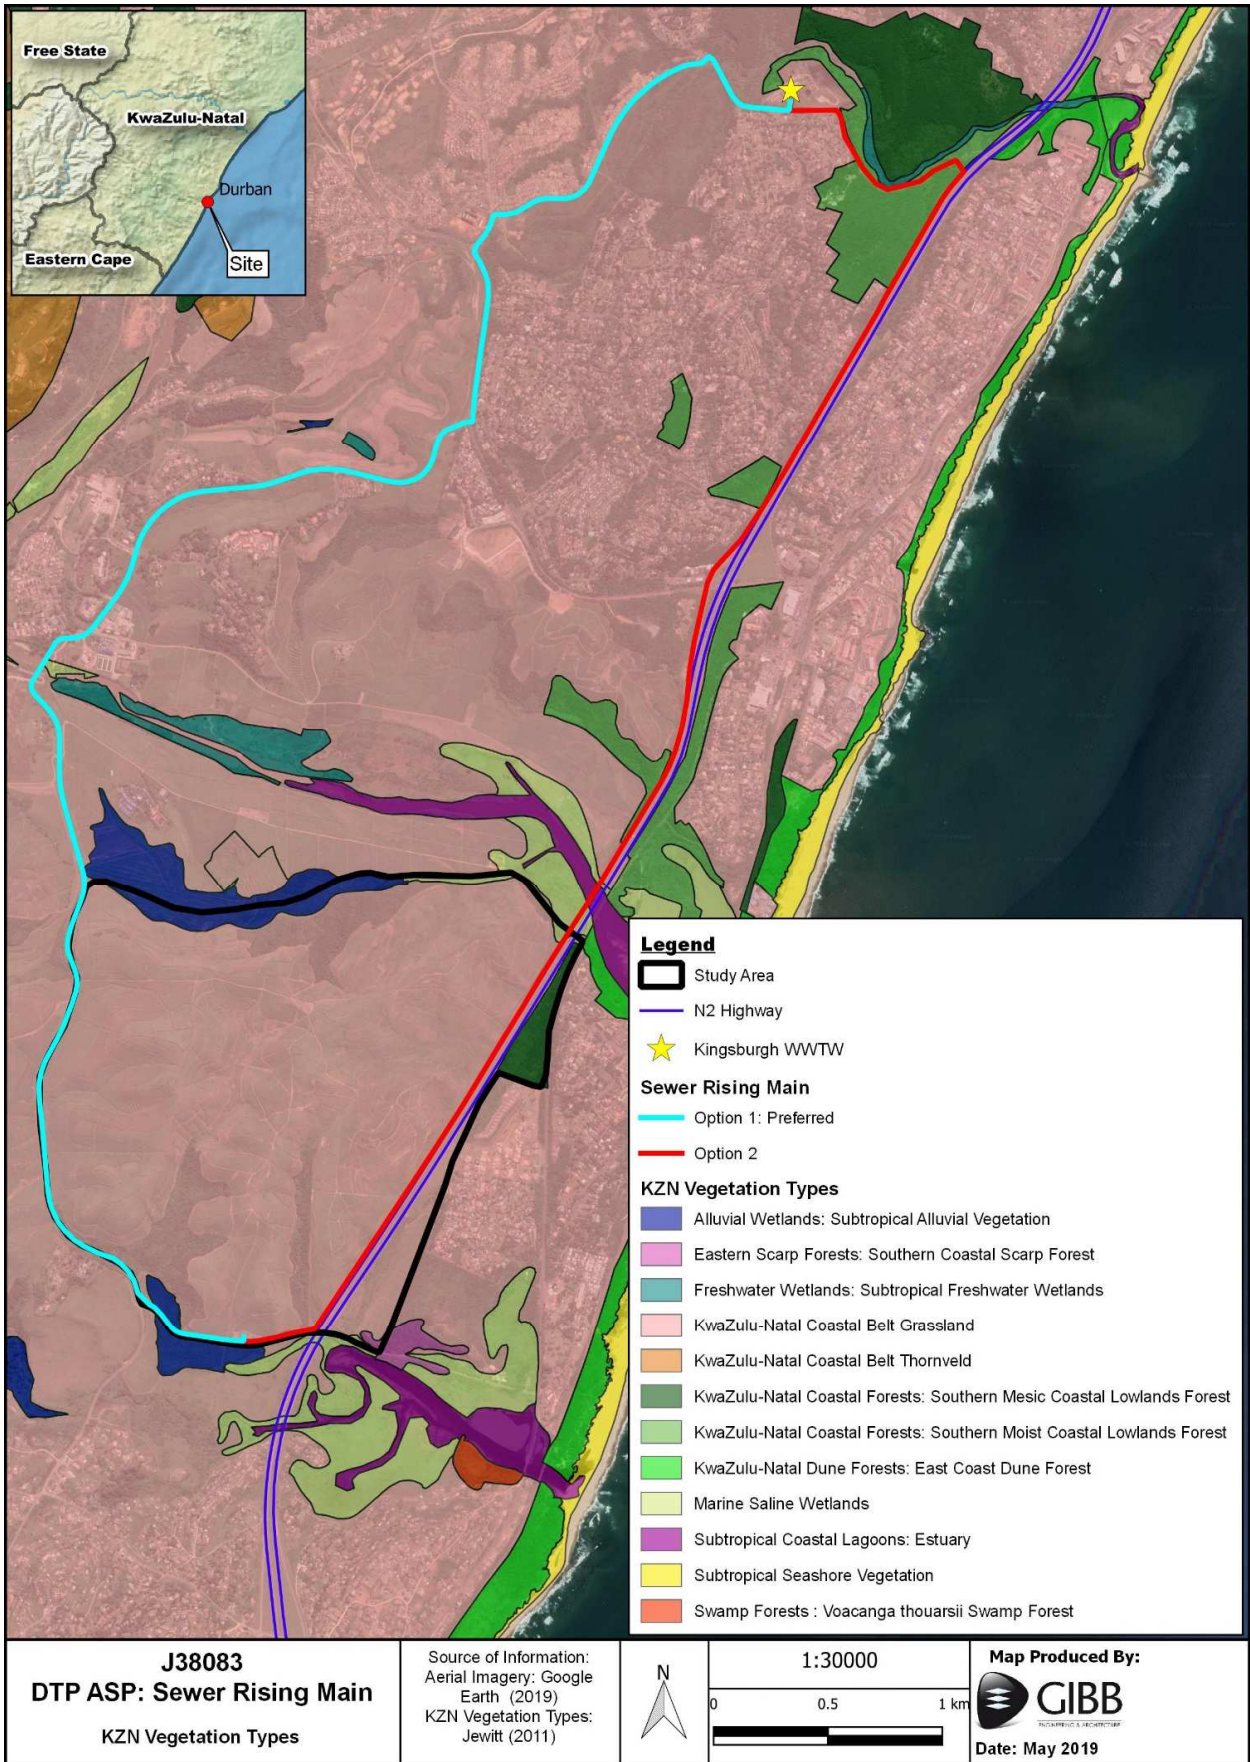 Free State
KwaZulu-Natal
Durban
Eastern Cape
Site
Legend
Study Area
N2 Highway
Kingsburgh WWTW
Sewer Rising Main
Option 1: Preferred
Option 2
KZN Vegetation Types
Alluvial Wetlands: Subtropical Alluvial Vegetation
Eastern Scarp Forests: Southern Coastal Scarp Forest
Freshwater Wetlands: Subtropical Freshwater Wetlands
KwaZulu-Natal Coastal Belt Grassland
KwaZulu-Natal Coastal Belt Thornveld
KwaZulu-Natal Coastal Forests: Southern Mesic Coastal Lowlands Forest
KwaZulu-Natal Coastal Forests: Southern Moist Coastal Lowlands Forest
KwaZulu-Natal Dune Forests: East Coast Dune Forest
Marine Saline Wetlands
Subtropical Coastal Lagoons: Estuary
Subtropical Seashore Vegetation
Swamp Forests : Voacanga thouarsii Swamp Forest
J38083
DTP ASP: Sewer Rising Main
KZN Vegetation Types
Source of Information:
Aerial Imagery: Google
Earth (2019)
KZN Vegetation Types:
Jewitt (2011)
N
1:30000
0 0.5 1 km
Map Produced By:
GIBB
ENGINEERING & ARCHITECTURE
Date: May 2019